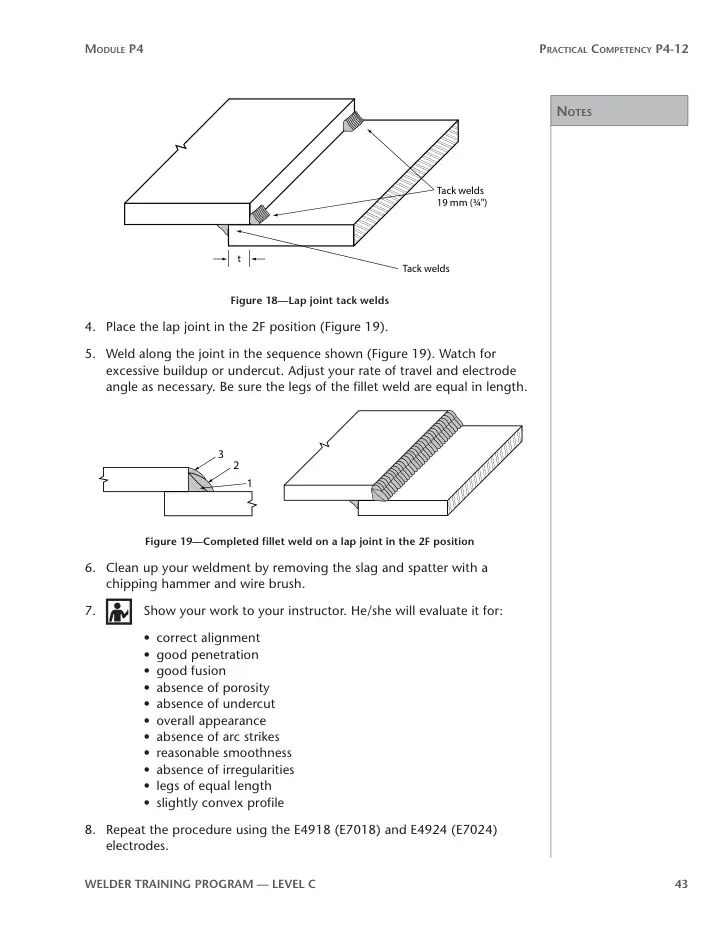 MODULE P4
PRACTICAL COMPETENCY P4-12
NOTES
Tack welds
19 mm (¾")
t
Tack welds
Figure 18—Lap joint tack welds
4. Place the lap joint in the 2F position (Figure 19).
5. Weld along the joint in the sequence shown (Figure 19). Watch for
excessive buildup or undercut. Adjust your rate of travel and electrode
angle as necessary. Be sure the legs of the fillet weld are equal in length.
3
2
1
Figure 19—Completed fillet weld on a lap joint in the 2F position
6. Clean up your weldment by removing the slag and spatter with a
chipping hammer and wire brush.
7. Show your work to your instructor. He/she will evaluate it for:
• correct alignment
• good penetration
• good fusion
• absence of porosity
• absence of undercut
• overall appearance
• absence of arc strikes
• reasonable smoothness
• absence of irregularities
• legs of equal length
• slightly convex profile
8. Repeat the procedure using the E4918 (E7018) and E4924 (E7024)
electrodes.
WELDER TRAINING PROGRAM — LEVEL C
43